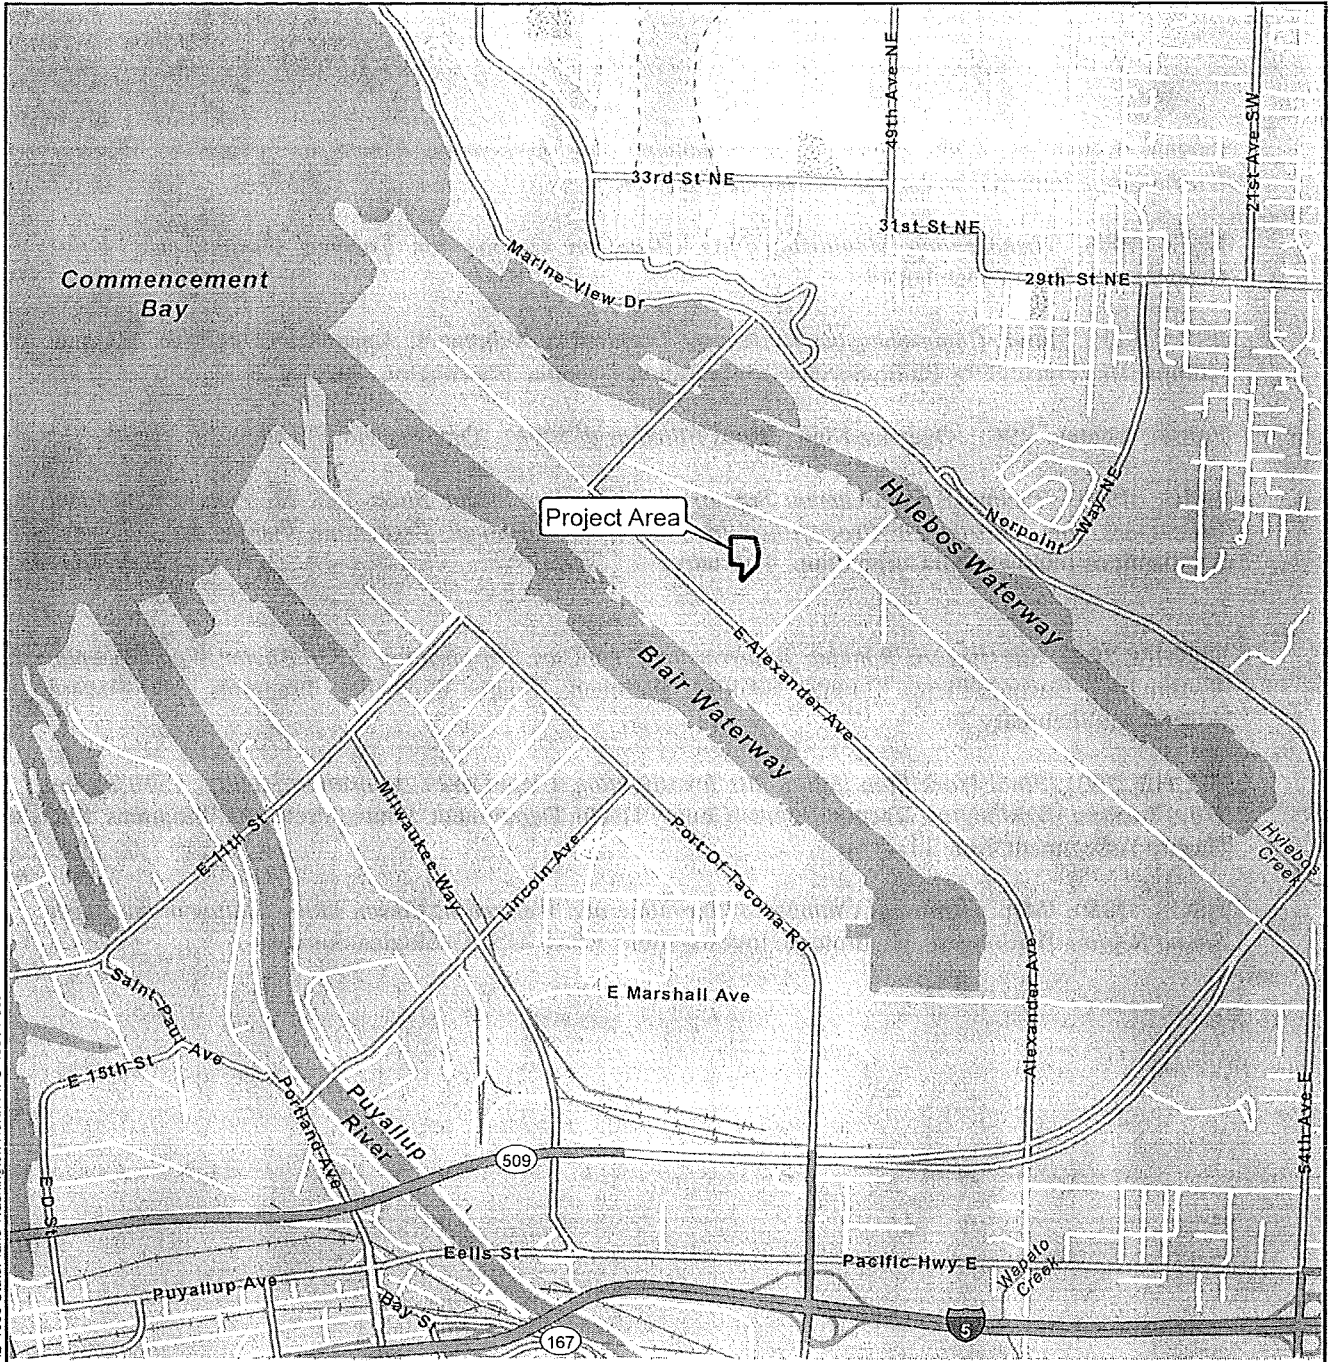 49th Ave NE
21st Ave SW
33rd St NE
31st St NE
Commencement
Bay
Marine View Dr
29th St NE
Project Area
Hylebos Waterway
Norpoint Way NE
E Alexander Ave
Blair Waterway
E 11th St
Milwaukee Way
Lincoln Ave
Port Of Tacoma Rd
Hylebos
Creek
E Marshall Ave
Alexander Ave
Saint Paul Ave
E 15th St
Portland Ave
Puyallup
River
509
54th Ave E
E D St
Eells St
Pacific Hwy E
Wapato
Creek
Puyallup Ave
Bay St
167
5